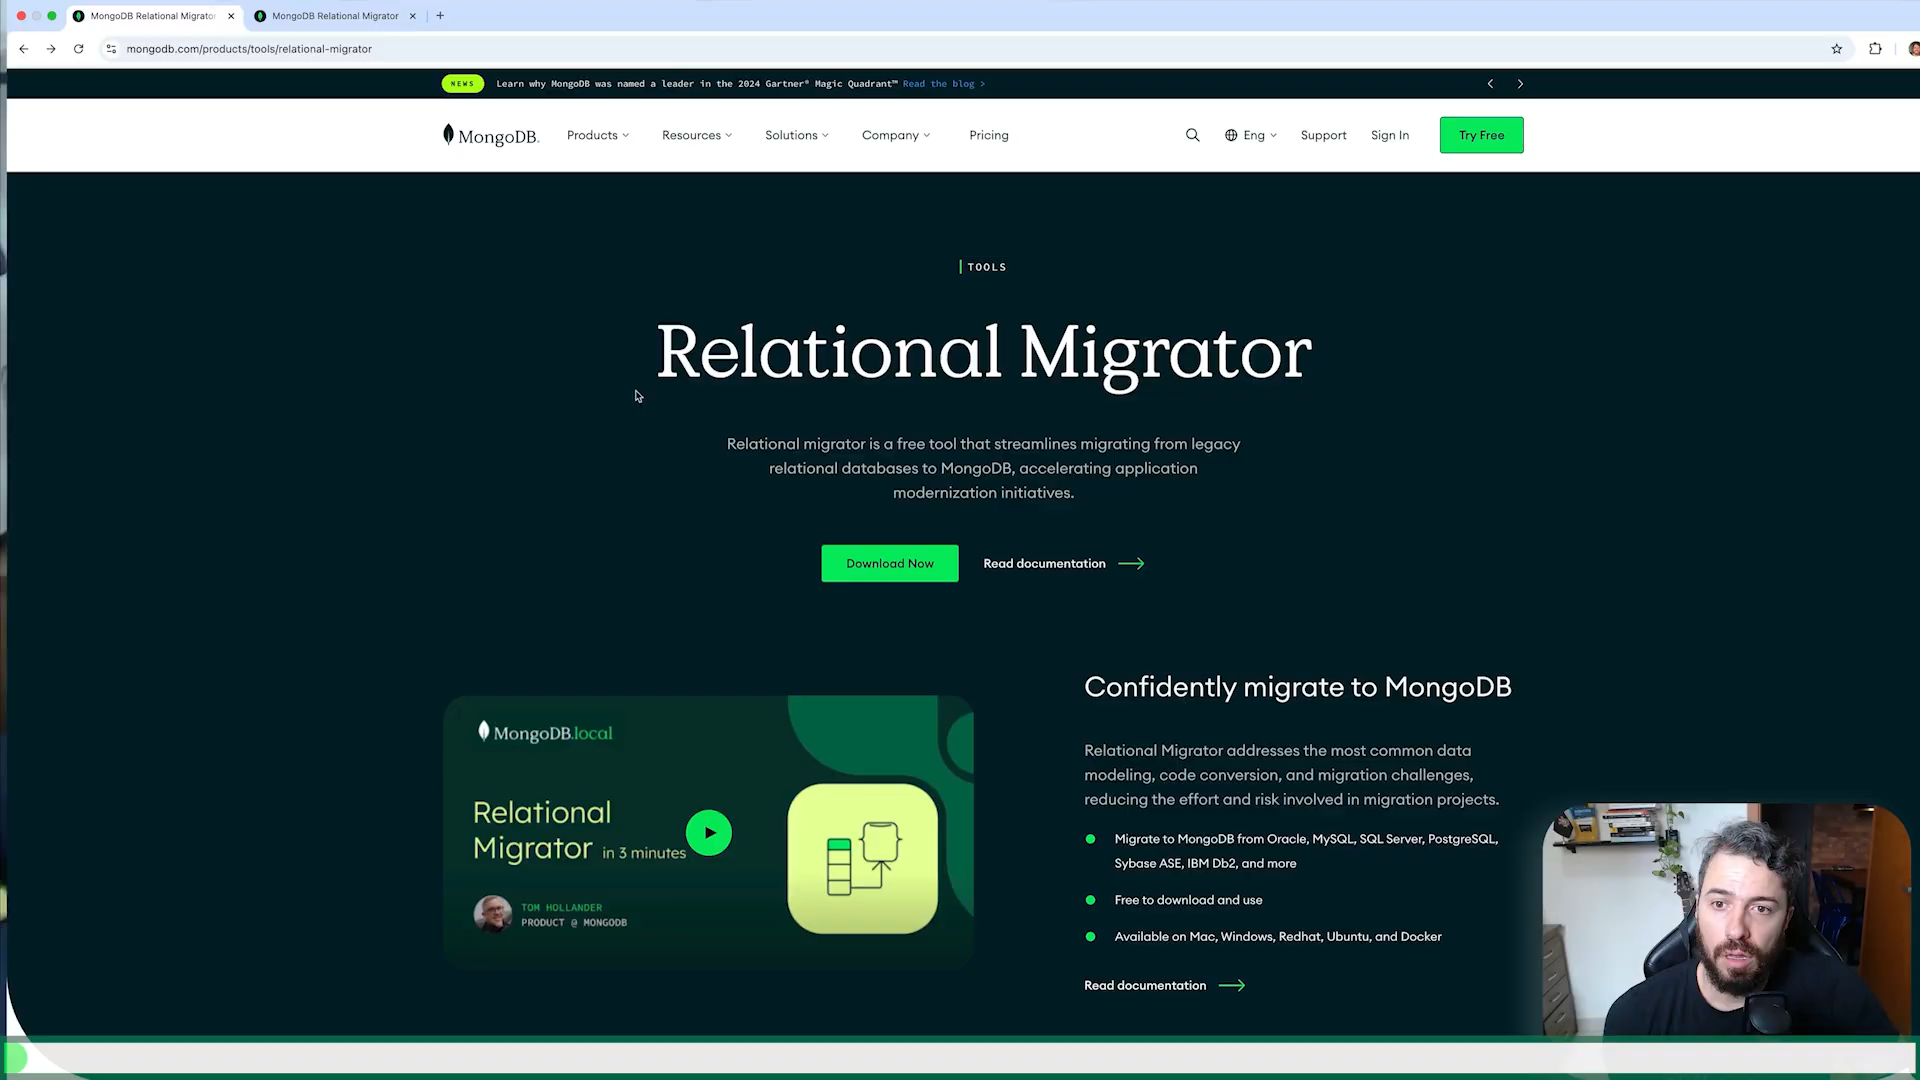 MongoDB Relational Migrator
MongoDB Relational Migrator
mongodb.com/products/tools/relational-migrator
NEWS Learn why MongoDB was named a leader in the 2024 Gartner® Magic Quadrant™ Read the blog >
MongoDB. Products Resources Solutions Company Pricing Eng Support Sign In Try Free
TOOLS
Relational Migrator
Relational migrator is a free tool that streamlines migrating from legacy
relational databases to MongoDB, accelerating application
modernization initiatives.
Download Now Read documentation
MongoDB.local
Relational
Migrator in 3 minutes
TOM HOLLANDER
PRODUCT @ MONGODB
Confidently migrate to MongoDB
Relational Migrator addresses the most common data
modeling, code conversion, and migration challenges,
reducing the effort and risk involved in migration projects.
Migrate to MongoDB from Oracle, MySQL, SQL Server, PostgreSQL,
Sybase ASE, IBM Db2, and more
Free to download and use
Available on Mac, Windows, Redhat, Ubuntu, and Docker
Read documentation